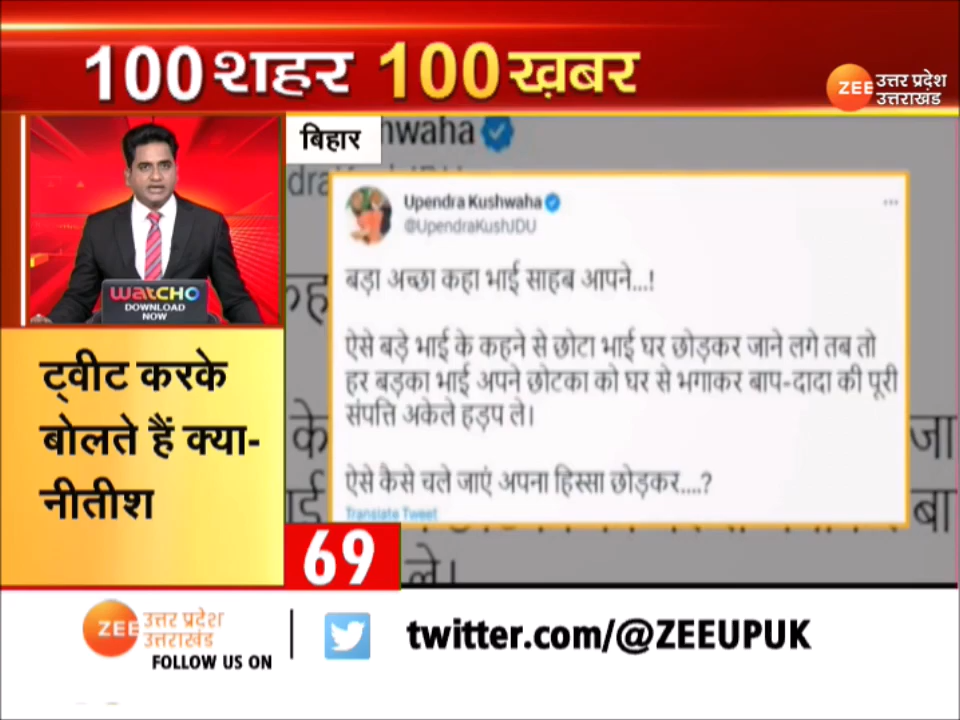 100 शहर 100 ख़बर
ZEE उत्तर प्रदेश
उत्तराखंड
बिहार
hwaha
dra
Upendra Kushwaha
@UpendraKushJDU
बड़ा अच्छा कहा भाई साहब आपने...!
ऐसे बड़े भाई के कहने से छोटा भाई घर छोड़कर जाने लगे तब तो
हर बड़का भाई अपने छोटका को घर से भगाकर बाप-दादा की पूरी
संपत्ति अकेले हड़प ले।
ऐसे कैसे चले जाएं अपना हिस्सा छोड़कर....?
Translate Tweet
के
जा
बा
ले।
WATCHO
DOWNLOAD
NOW
ट्वीट करके
बोलते हैं क्या-
नीतीश
69
ZEE उत्तर प्रदेश
उत्तराखंड
FOLLOW US ON
twitter.com/@ZEEUPUK